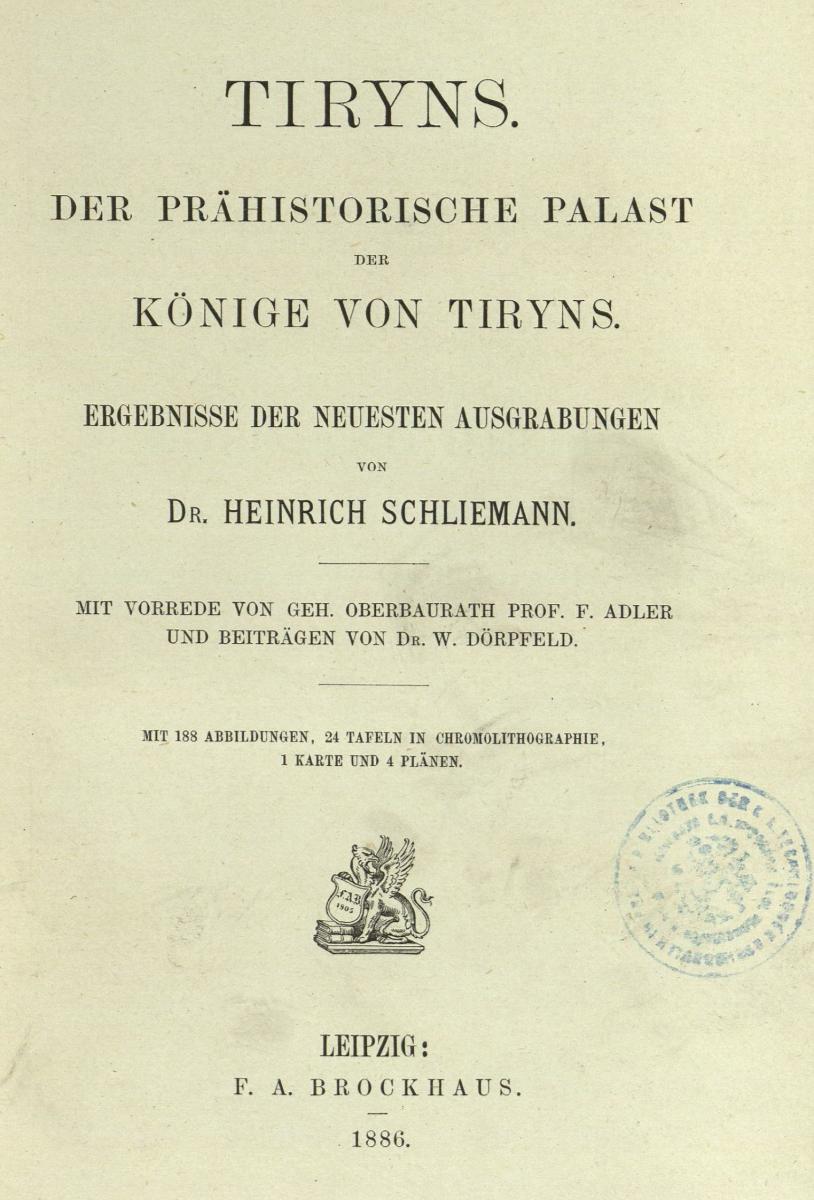 TIRYNS.
DER PRÄHISTORISCHE PALAST
DER
KÖNIGE VON TIRYNS.
ERGEBNISSE DER NEUESTEN AUSGRABUNGEN
VON
DR. HEINRICH SCHLIEMANN.
MIT VORREDE VON GEH. OBERBAURATH PROF. F. ADLER
UND BEITRÄGEN VON DR. W. DÖRPFELD.
MIT 188 ABBILDUNGEN, 24 TAFELN IN CHROMOLITHOGRAPHIE,
1 KARTE UND 4 PLÄNEN.
F.A.B
1805
LEIPZIG:
F. A. BROCKHAUS.
1886.